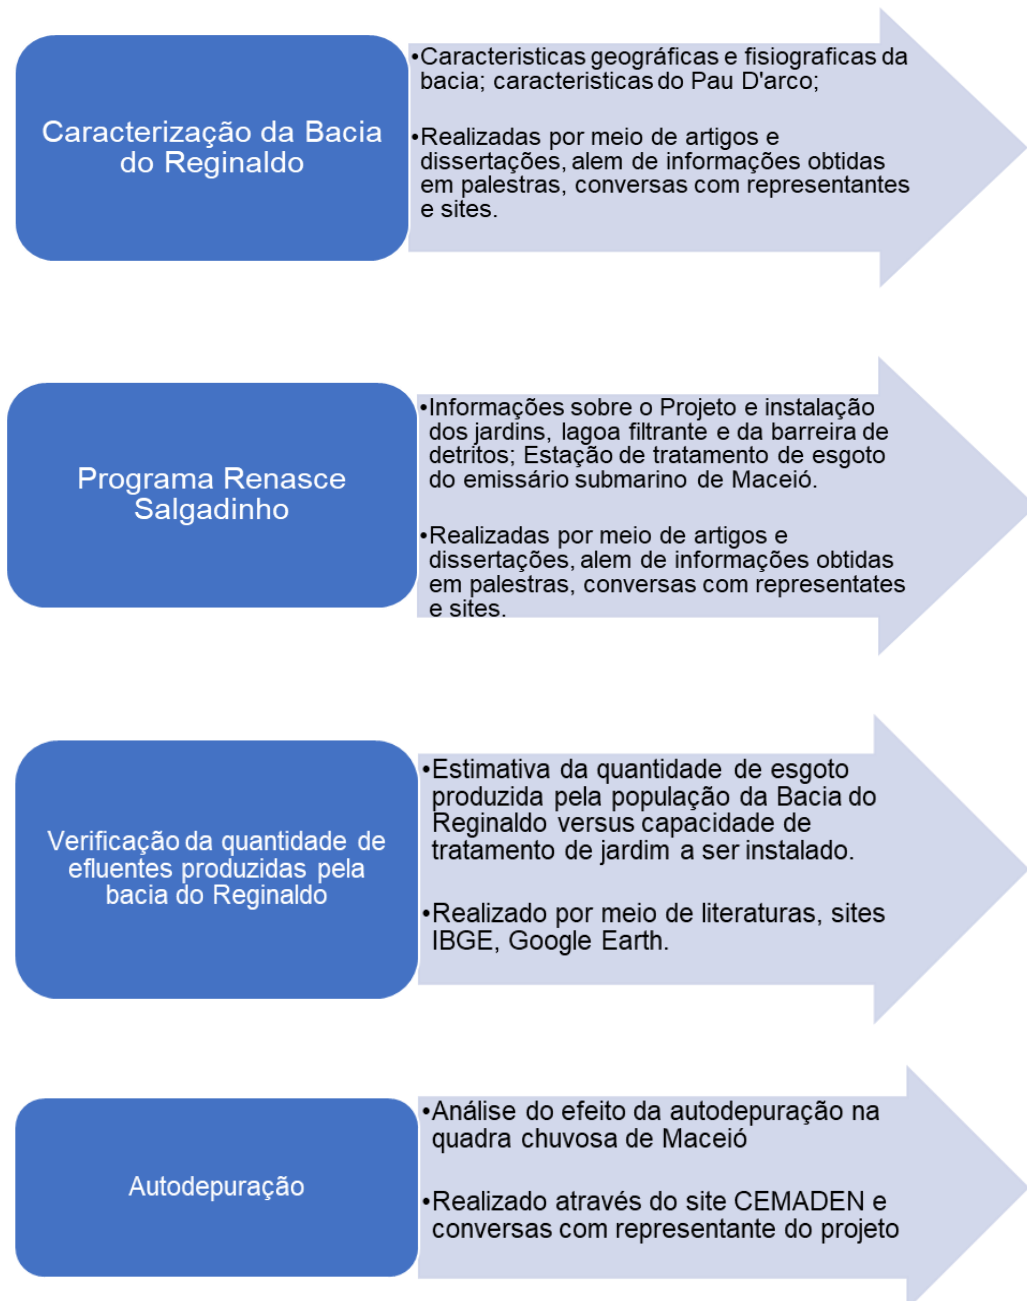 Caracterização da Bacia
do Reginaldo
•Caracteristicas geográficas e fisiograficas da
bacia; caracteristicas do Pau D'arco;
•Realizadas por meio de artigos e
dissertações, alem de informações obtidas
em palestras, conversas com representantes
e sites.
Programa Renasce
Salgadinho
•Informações sobre o Projeto e instalação
dos jardins, lagoa filtrante e da barreira de
detritos; Estação de tratamento de esgoto
do emissário submarino de Maceió.
•Realizadas por meio de artigos e
dissertações, alem de informações obtidas
em palestras, conversas com representates
e sites.
Verificação da quantidade de
efluentes produzidas pela
bacia do Reginaldo
•Estimativa da quantidade de esgoto
produzida pela população da Bacia do
Reginaldo versus capacidade de
tratamento de jardim a ser instalado.
•Realizado por meio de literaturas, sites
IBGE, Google Earth.
Autodepuração
•Análise do efeito da autodepuração na
quadra chuvosa de Maceió
•Realizado através do site CEMADEN e
conversas com representante do projeto